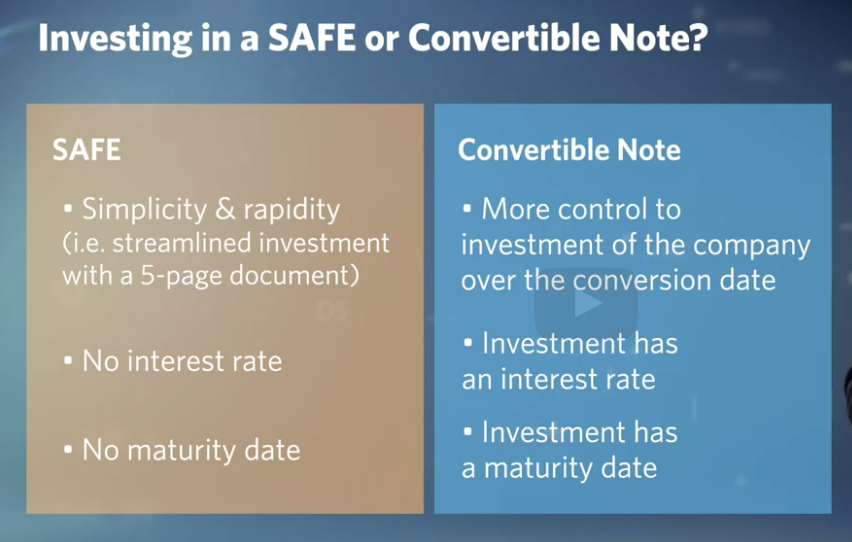 Investing in a SAFE or Convertible Note?
SAFE
• Simplicity & rapidity
(i.e. streamlined investment
with a 5-page document)
• No interest rate
• No maturity date
Convertible Note
• More control to
investment of the company
over the conversion date
• Investment has
an interest rate
• Investment has
a maturity date